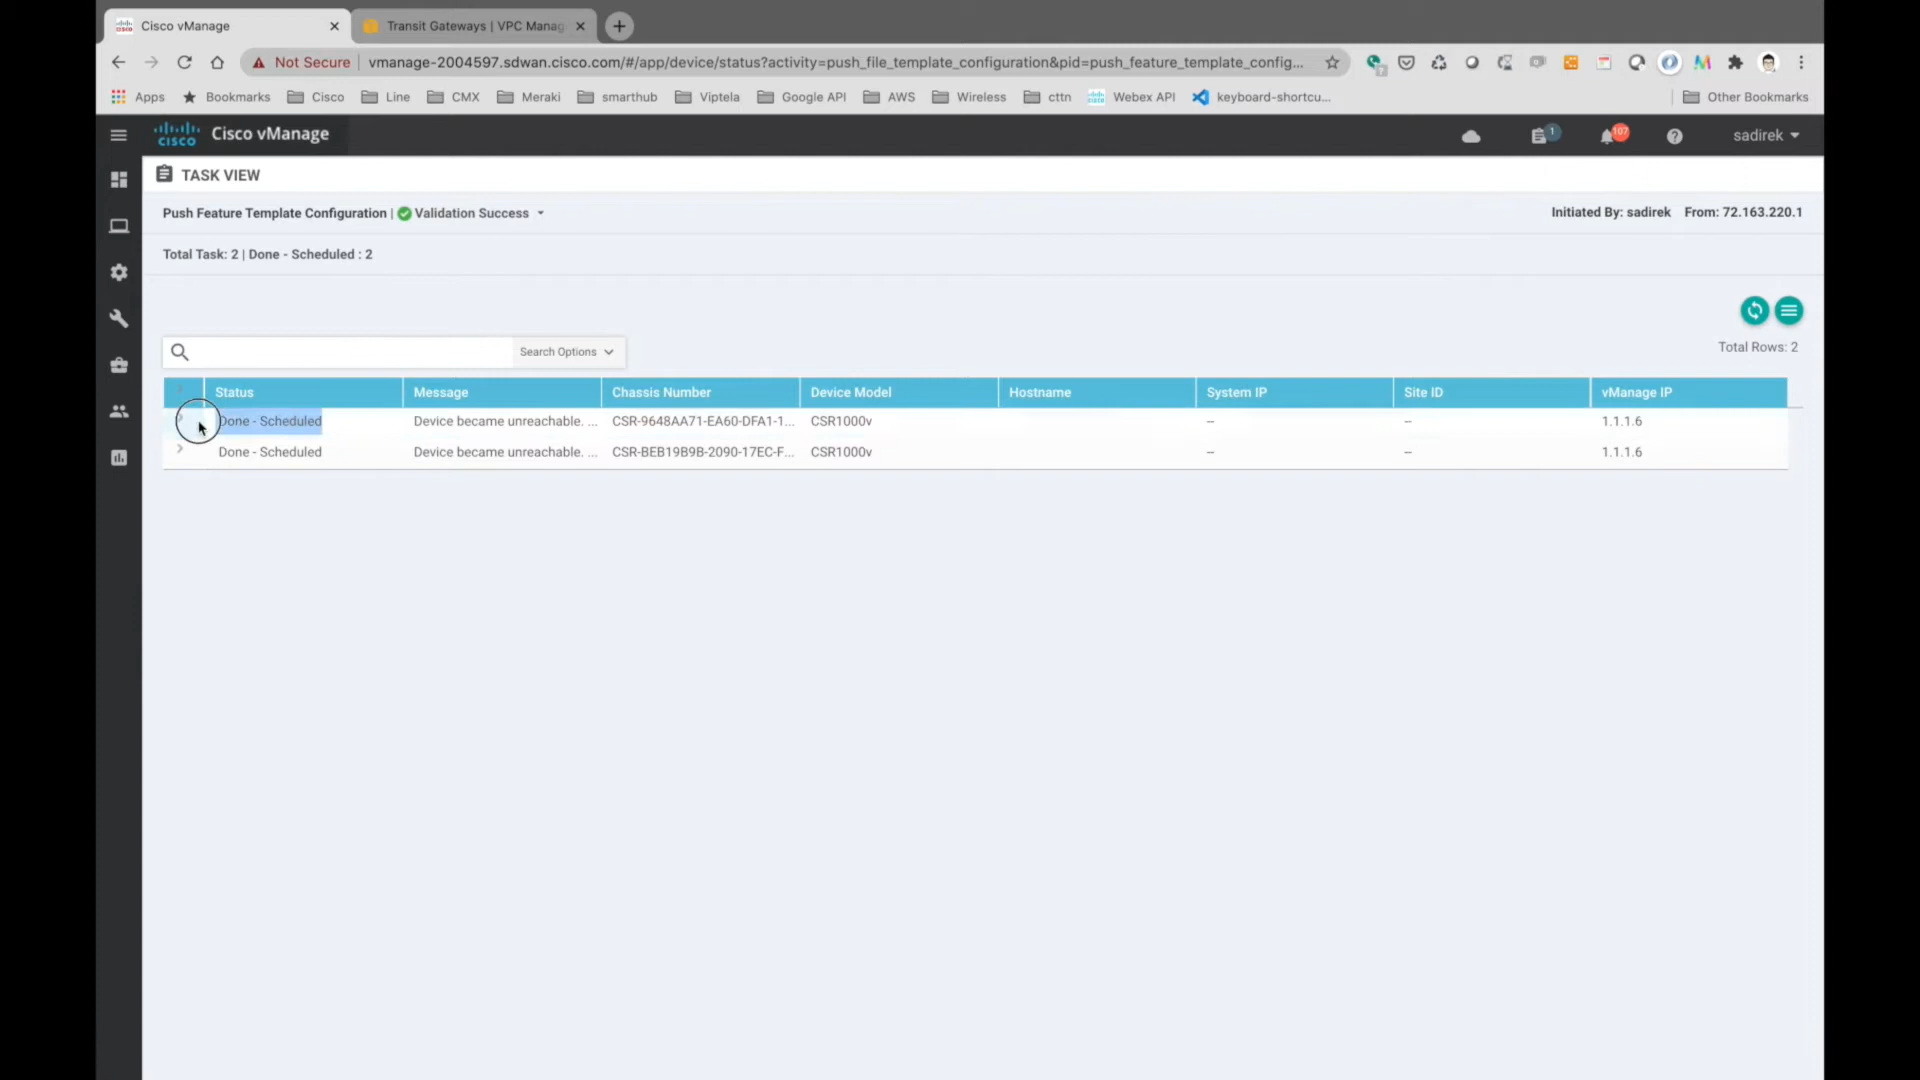 Cisco vManage
Transit Gateways | VPC Manag
Not Secure
vmanage-2004597.sdwan.cisco.com/#/app/device/status?activity=push_file_template_configuration&pid=push_feature_template_config...
Apps
Bookmarks
Cisco
Line
CMX
Meraki
smarthub
Viptela
Google API
AWS
Wireless
cttn
Webex API
keyboard-shortcu...
Other Bookmarks
CISCO
Cisco vManage
1
107
sadirek
TASK VIEW
Push Feature Template Configuration | Validation Success
Initiated By: sadirek From: 72.163.220.1
Total Task: 2 | Done - Scheduled : 2
Search Options
Total Rows: 2
Status Message Chassis Number Device Model Hostname System IP Site ID vManage IP
Done - Scheduled Device became unreachable. ... CSR-9648AA71-EA60-DFA1-1... CSR1000v -- -- 1.1.1.6
Done - Scheduled Device became unreachable. ... CSR-BEB19B9B-2090-17EC-F... CSR1000v -- -- 1.1.1.6